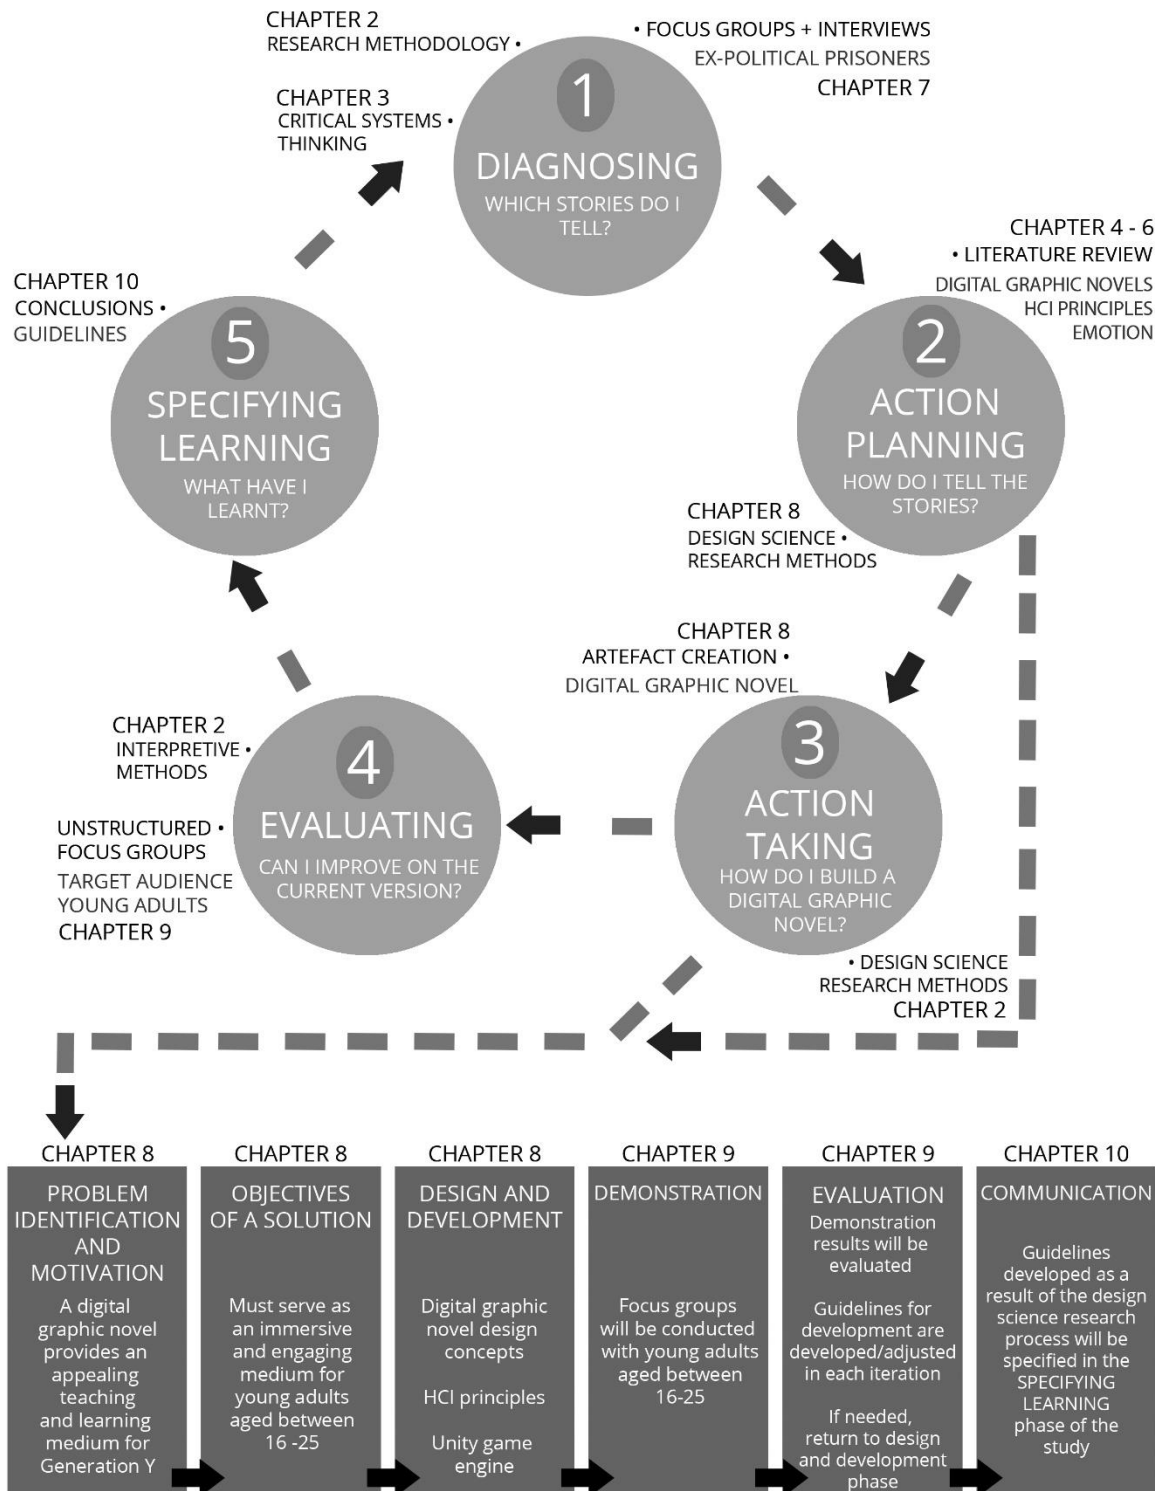 CHAPTER 2
RESEARCH METHODOLOGY •
CHAPTER 3
CRITICAL SYSTEMS •
THINKING
1
DIAGNOSING
WHICH STORIES DO I
TELL?
• FOCUS GROUPS + INTERVIEWS
EX-POLITICAL PRISONERS
CHAPTER 7
CHAPTER 4 - 6
• LITERATURE REVIEW
DIGITAL GRAPHIC NOVELS
HCI PRINCIPLES
EMOTION
2
ACTION
PLANNING
HOW DO I TELL THE
STORIES?
CHAPTER 8
DESIGN SCIENCE •
RESEARCH METHODS
CHAPTER 8
ARTEFACT CREATION •
DIGITAL GRAPHIC NOVEL
3
ACTION
TAKING
HOW DO I BUILD A
DIGITAL GRAPHIC
NOVEL?
• DESIGN SCIENCE
RESEARCH METHODS
CHAPTER 2
CHAPTER 2
INTERPRETIVE •
METHODS
UNSTRUCTURED •
FOCUS GROUPS
TARGET AUDIENCE
YOUNG ADULTS
CHAPTER 9
4
EVALUATING
CAN I IMPROVE ON THE
CURRENT VERSION?
CHAPTER 10
CONCLUSIONS •
GUIDELINES
5
SPECIFYING
LEARNING
WHAT HAVE I
LEARNT?
CHAPTER 8
PROBLEM
IDENTIFICATION
AND
MOTIVATION
A digital
graphic novel
provides an
appealing
teaching
and learning
medium for
Generation Y
CHAPTER 8
OBJECTIVES
OF A SOLUTION
Must serve as
an immersive
and engaging
medium for
young adults
aged between
16 -25
CHAPTER 8
DESIGN AND
DEVELOPMENT
Digital graphic
novel design
concepts
HCI principles
Unity game
engine
CHAPTER 9
DEMONSTRATION
Focus groups
will be conducted
with young adults
aged between
16-25
CHAPTER 9
EVALUATION
Demonstration
results will be
evaluated
Guidelines for
development are
developed/adjusted
in each iteration
If needed,
return to design
and development
phase
CHAPTER 10
COMMUNICATION
Guidelines
developed as a
result of the design
science research
process will be
specified in the
SPECIFYING
LEARNING
phase of the
study